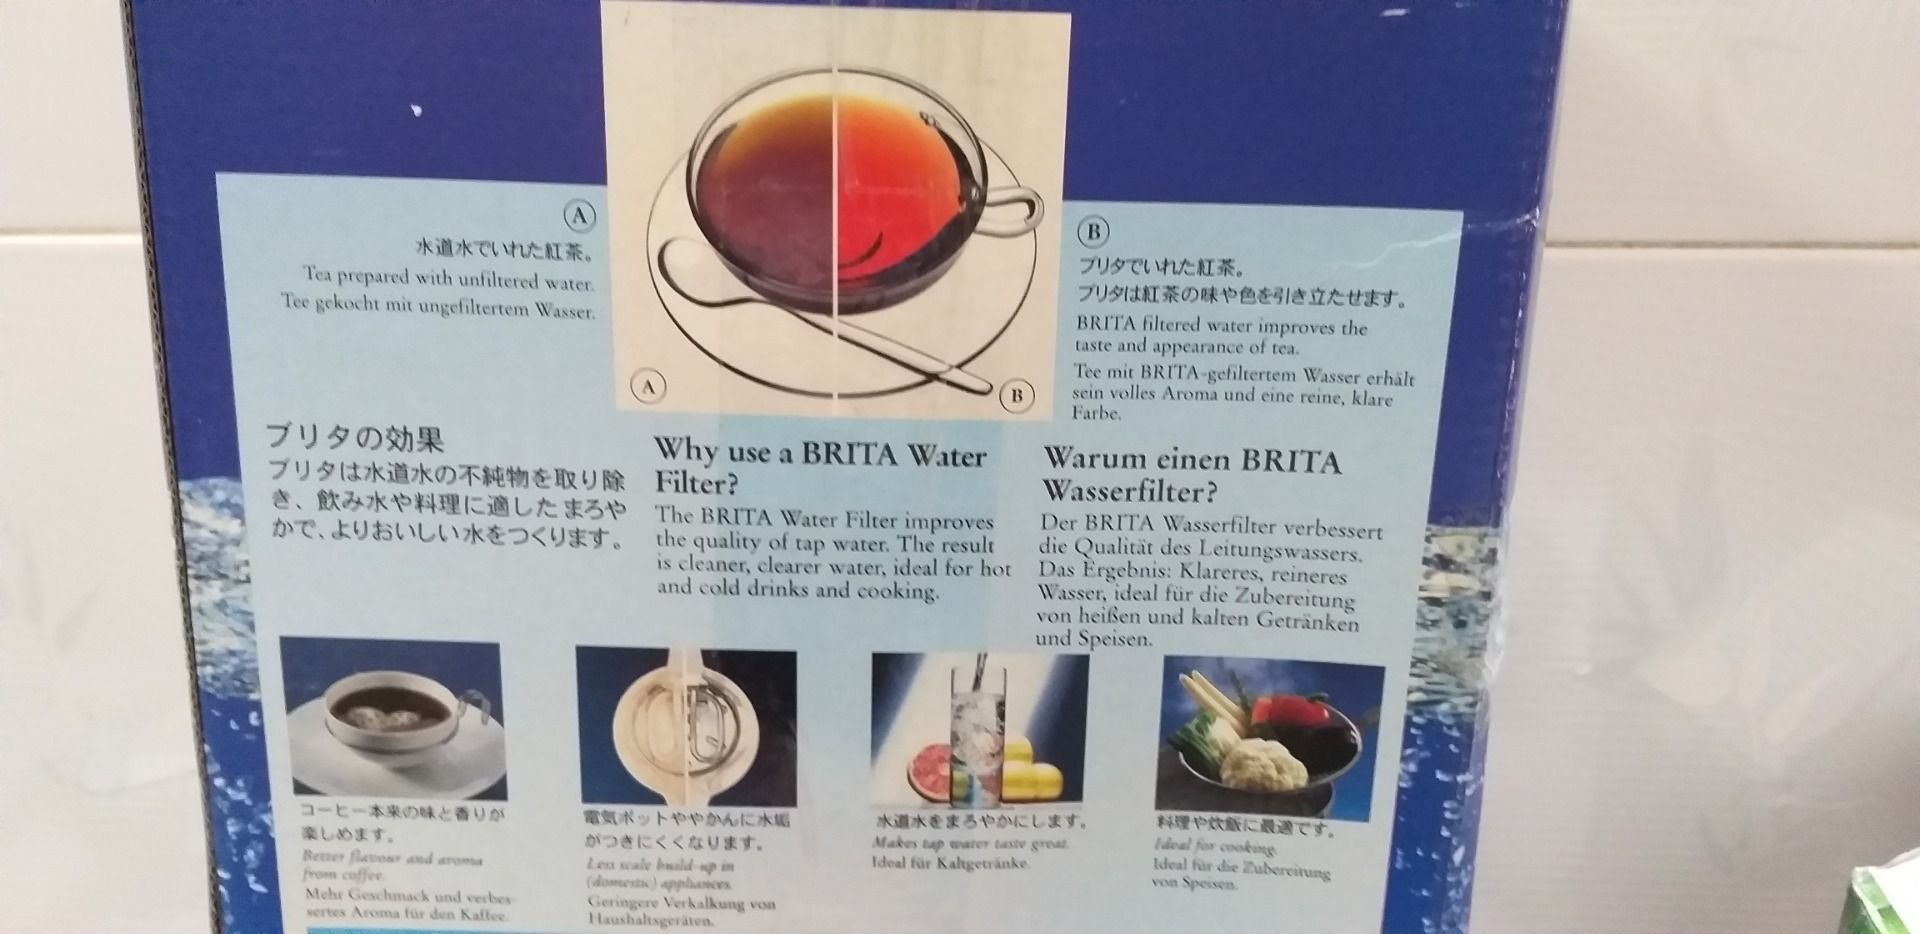 Ⓐ
水道水でいれた紅茶。
Tea prepared with unfiltered water.
Tee gekocht mit ungefiltertem Wasser.
Ⓐ
Ⓑ
Ⓑ
ブリタでいれた紅茶。
ブリタは紅茶の味や色を引き立たせます。
BRITA filtered water improves the
taste and appearance of tea.
Tee mit BRITA-gefiltertem Wasser erhält
sein volles Aroma und eine reine, klare
Farbe.
ブリタの効果
ブリタは水道水の不純物を取り除
き、飲み水や料理に適したまろや
かで、よりおいしい水をつくります。
Why use a BRITA Water
Filter?
The BRITA Water Filter improves
the quality of tap water. The result
is cleaner, clearer water, ideal for hot
and cold drinks and cooking.
Warum einen BRITA
Wasserfilter?
Der BRITA Wasserfilter verbessert
die Qualität des Leitungswassers.
Das Ergebnis: Klareres, reineres
Wasser, ideal für die Zubereitung
von heißen und kalten Getränken
und Speisen.
コーヒー本来の味と香りが
楽しめます。
Better flavour and aroma
from coffee.
Mehr Geschmack und verbes-
sertes Aroma für den Kaffee.
電気ポットややかんに水垢
がつきにくくなります。
Less scale build-up in
(domestic) appliances.
Geringere Verkalkung von
Haushaltsgeräten.
水道水をまろやかにします。
Makes tap water taste great.
Ideal für Kaltgetränke.
料理や炊飯に最適です。
Ideal for cooking.
Ideal für die Zubereitung
von Speisen.